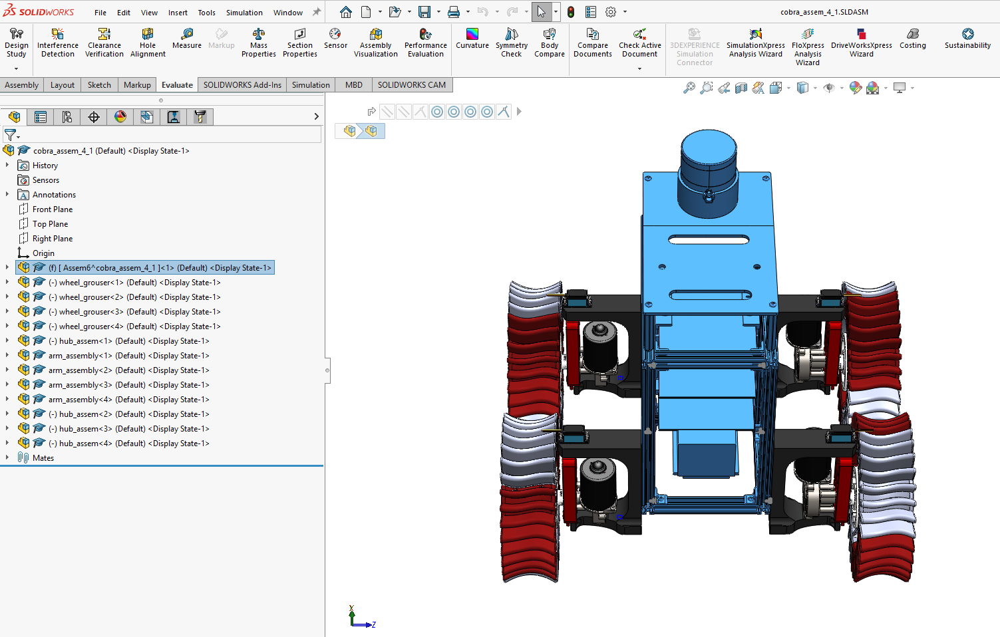 SOLIDWORKS File Edit View Insert Tools Simulation Window cobra_assem_4_1.SLDASM
Design Study
Interference Detection
Clearance Verification
Hole Alignment
Measure
Markup
Mass Properties
Section Properties
Sensor
Assembly Visualization
Performance Evaluation
Curvature
Symmetry Check
Body Compare
Compare Documents
Check Active Document
3DEXPERIENCE Simulation Connector
SimulationXpress Analysis Wizard
FloXpress Analysis Wizard
DriveWorksXpress Wizard
Costing
Sustainability
Assembly Layout Sketch Markup Evaluate SOLIDWORKS Add-Ins Simulation MBD SOLIDWORKS CAM
cobra_assem_4_1 (Default) <Display State-1>
History
Sensors
Annotations
Front Plane
Top Plane
Right Plane
Origin
(f) [ Assem6^cobra_assem_4_1 ]<1> (Default) <Display State-1>
(-) wheel_grouser<1> (Default) <Display State-1>
(-) wheel_grouser<2> (Default) <Display State-1>
(-) wheel_grouser<3> (Default) <Display State-1>
(-) wheel_grouser<4> (Default) <Display State-1>
(-) hub_assem<1> (Default) <Display State-1>
arm_assembly<1> (Default) <Display State-1>
arm_assembly<2> (Default) <Display State-1>
arm_assembly<3> (Default) <Display State-1>
arm_assembly<4> (Default) <Display State-1>
(-) hub_assem<2> (Default) <Display State-1>
(-) hub_assem<3> (Default) <Display State-1>
(-) hub_assem<4> (Default) <Display State-1>
Mates
X
Z